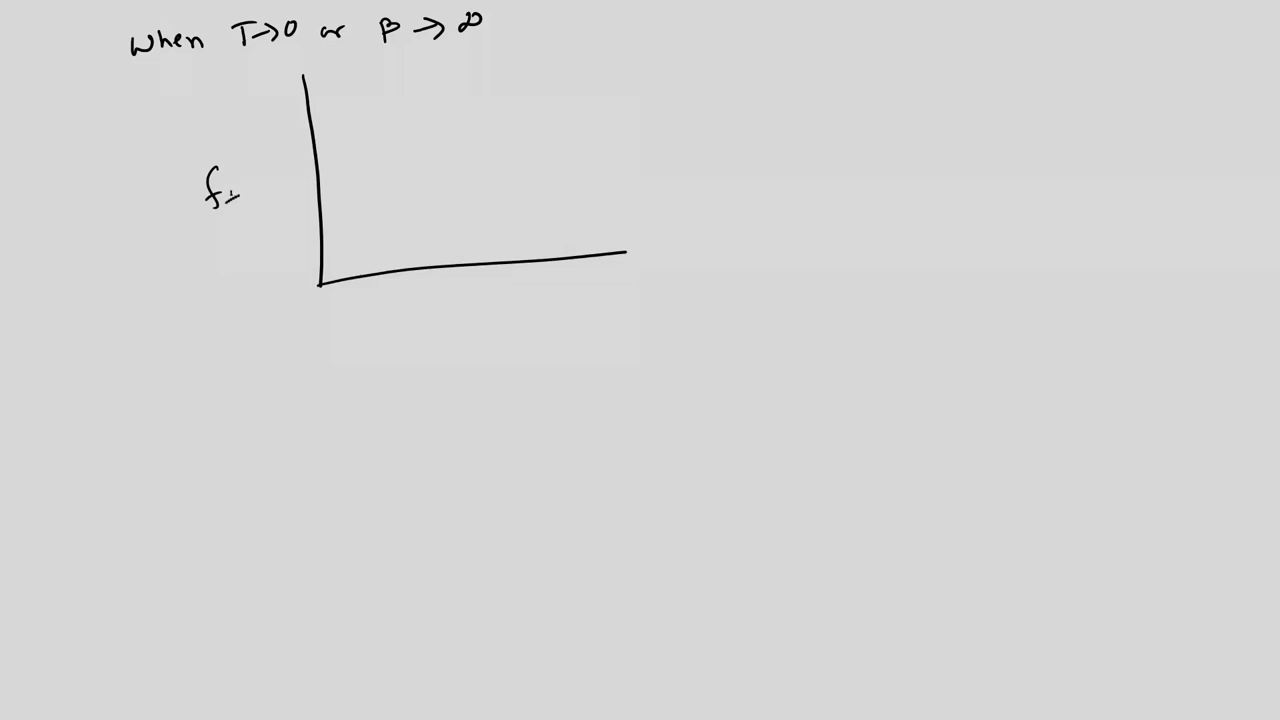 When T→0 or β→∞
f±